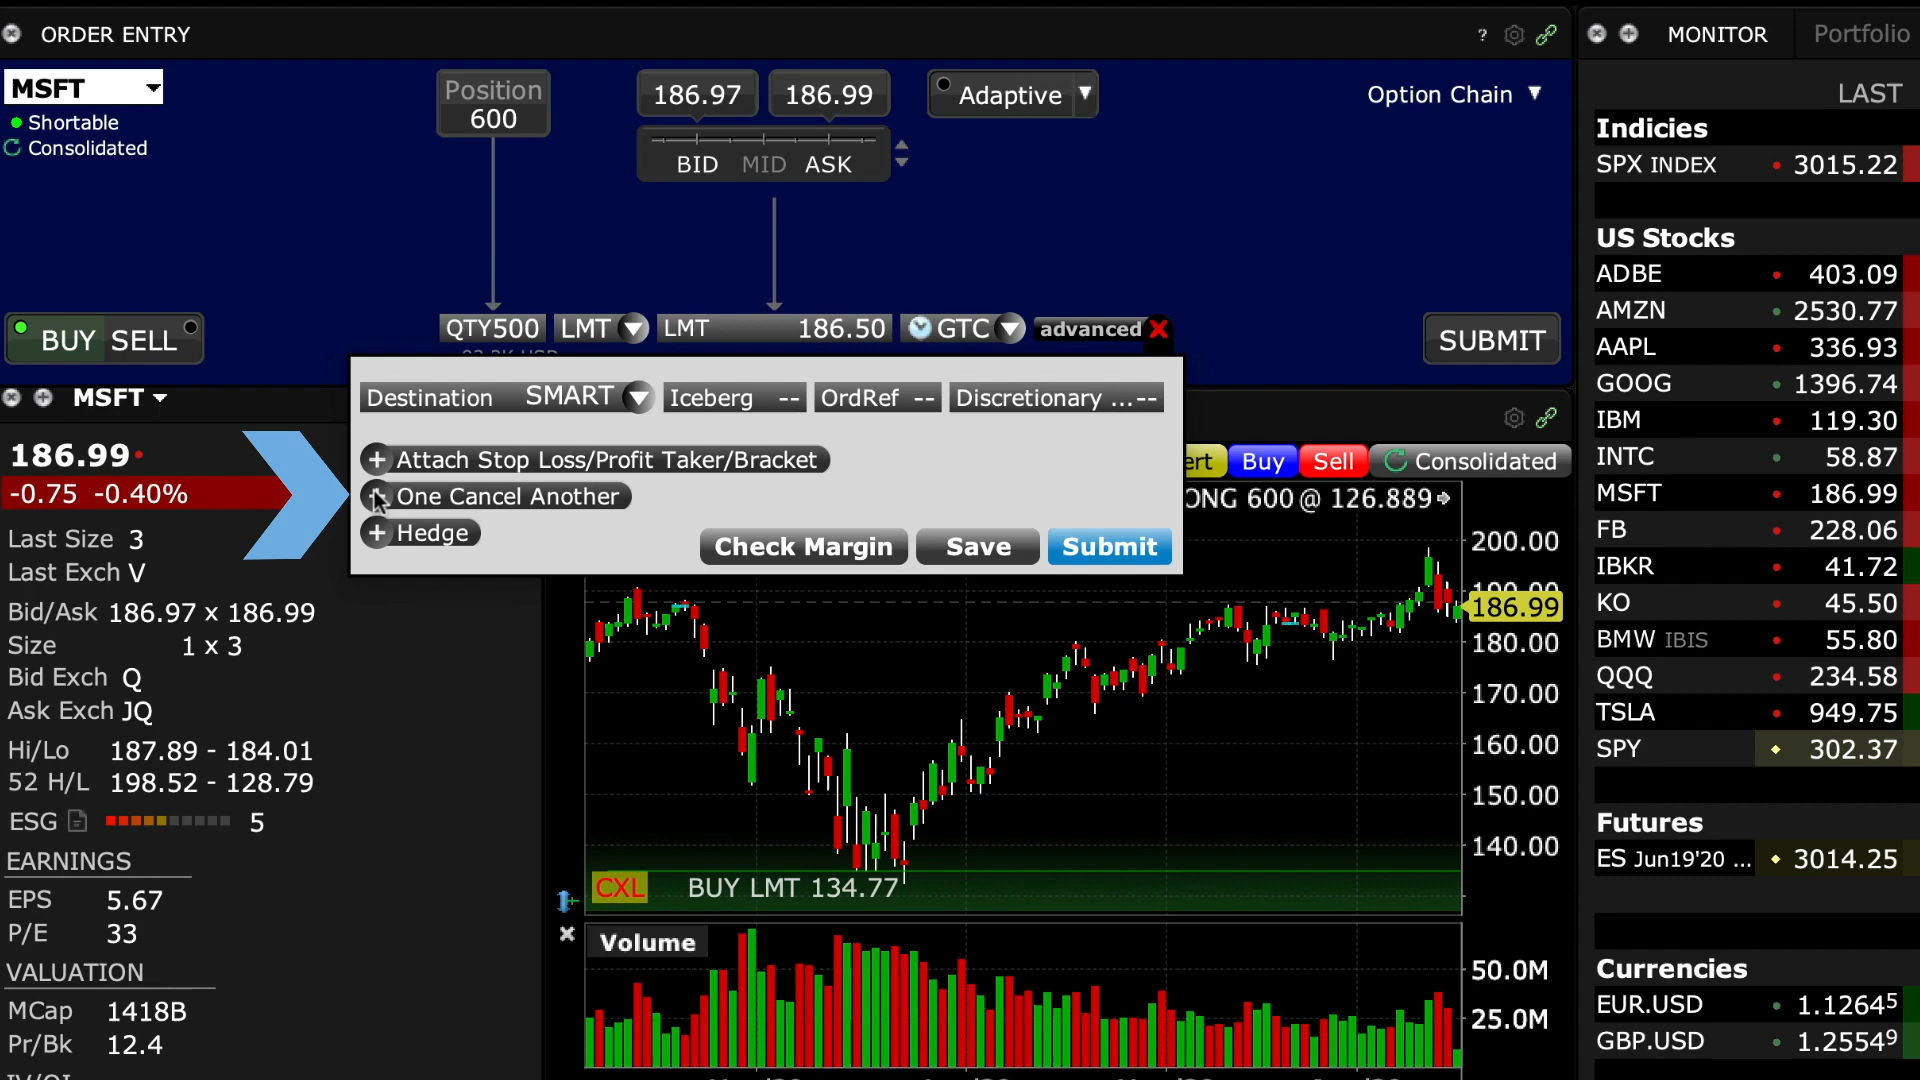 ORDER ENTRY
?
MONITOR
Portfolio
MSFT
Shortable
Consolidated
Position
600
186.97
186.99
Adaptive
Option Chain
BID MID ASK
BUY SELL
QTY 500
LMT
LMT 186.50
GTC
advanced
SUBMIT
Destination SMART
Iceberg --
OrdRef --
Discretionary ... --
Attach Stop Loss/Profit Taker/Bracket
One Cancel Another
Hedge
Check Margin
Save
Submit
MSFT
186.99
-0.75 -0.40%
Last Size 3
Last Exch V
Bid/Ask 186.97 x 186.99
Size 1 x 3
Bid Exch Q
Ask Exch JQ
Hi/Lo 187.89 - 184.01
52 H/L 198.52 - 128.79
ESG 5
EARNINGS
EPS 5.67
P/E 33
VALUATION
MCap 1418B
Pr/Bk 12.4
ert
Buy
Sell
Consolidated
ONG 600 @ 126.889
200.00
190.00
186.99
180.00
170.00
160.00
150.00
140.00
CXL BUY LMT 134.77
Volume
50.0M
25.0M
LAST
Indicies
SPX INDEX 3015.22
US Stocks
ADBE 403.09
AMZN 2530.77
AAPL 336.93
GOOG 1396.74
IBM 119.30
INTC 58.87
MSFT 186.99
FB 228.06
IBKR 41.72
KO 45.50
BMW IBIS 55.80
QQQ 234.58
TSLA 949.75
SPY 302.37
Futures
ES Jun19'20 ... 3014.25
Currencies
EUR.USD 1.12645
GBP.USD 1.25549